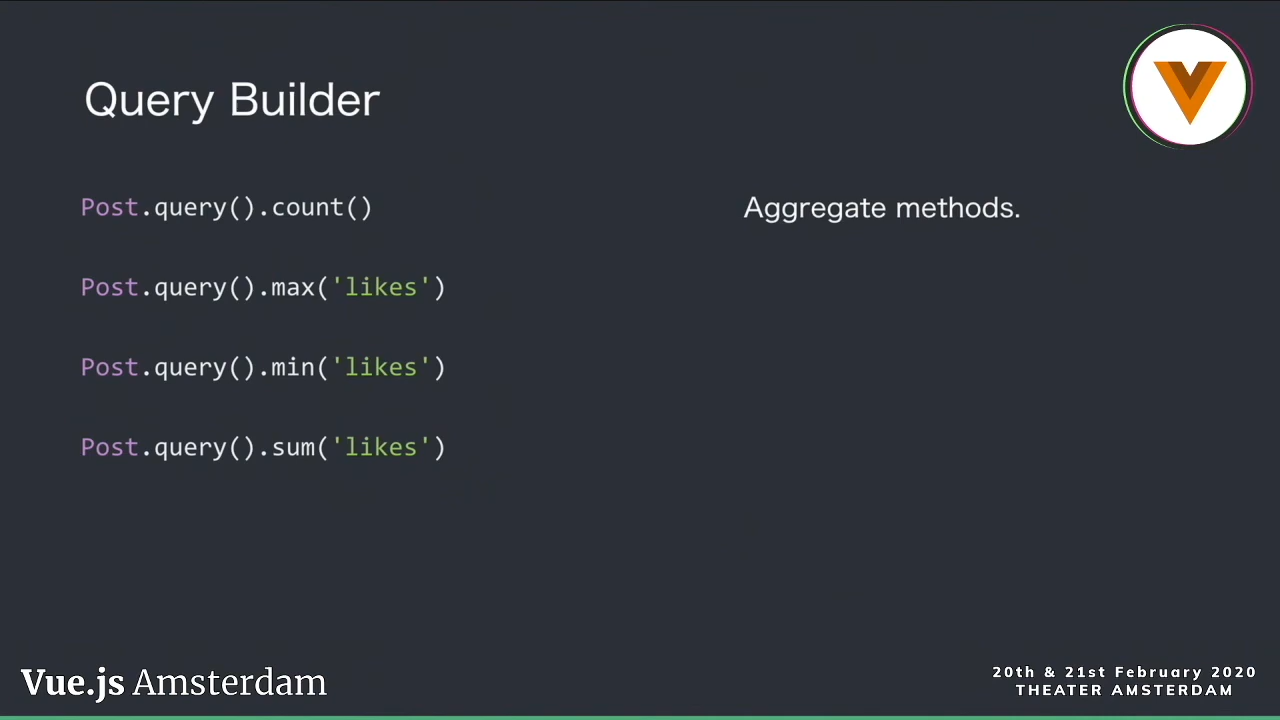 Query Builder
Post.query().count()
Aggregate methods.
Post.query().max('likes')
Post.query().min('likes')
Post.query().sum('likes')
Vue.js Amsterdam
20th & 21st February 2020
THEATER AMSTERDAM